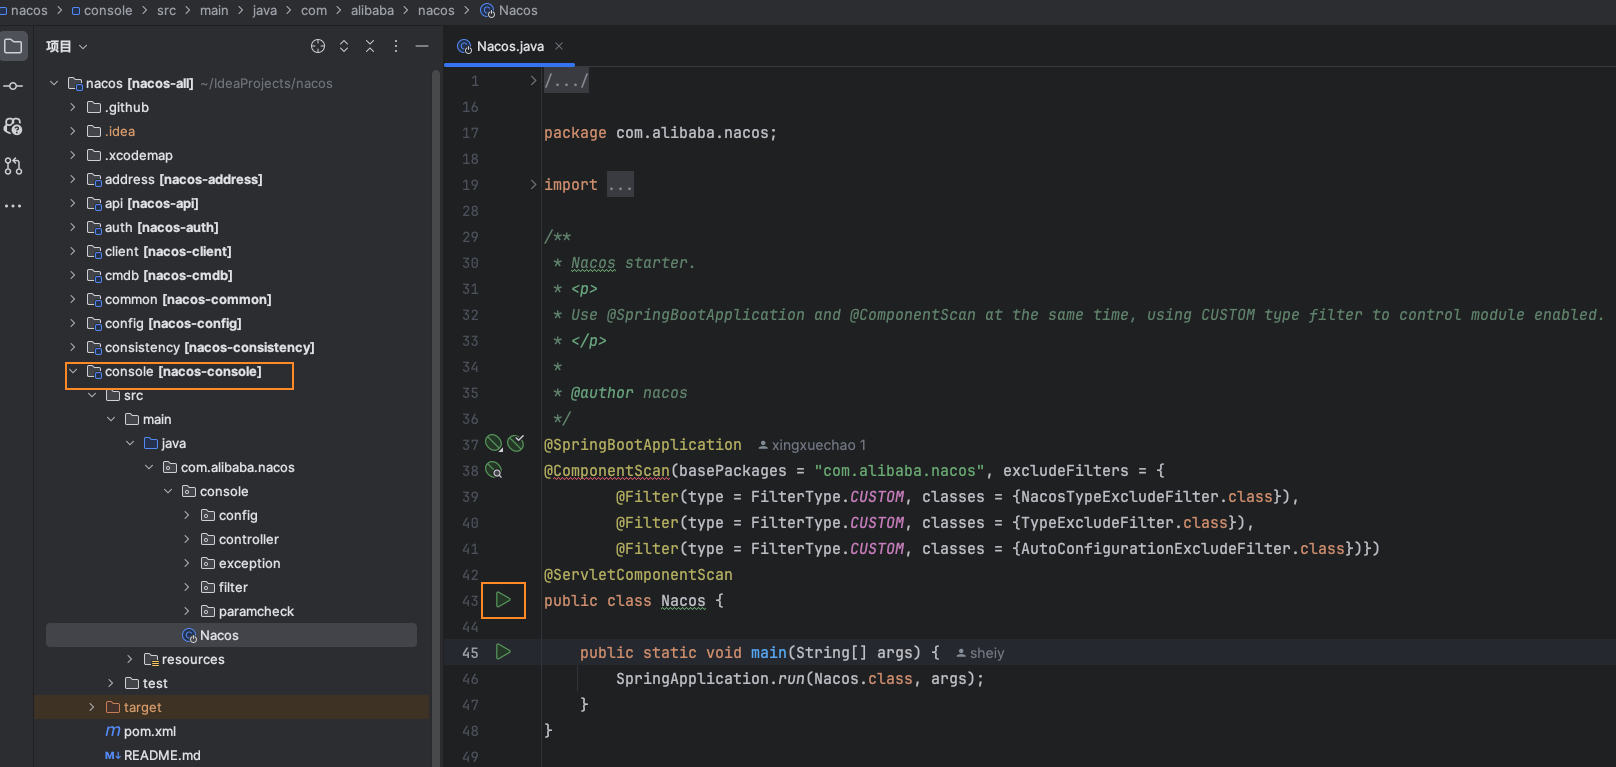 nacos > console > src > main > java > com > alibaba > nacos > Nacos
项目
nacos [nacos-all] ~/IdeaProjects/nacos
.github
.idea
.xcodemap
address [nacos-address]
api [nacos-api]
auth [nacos-auth]
client [nacos-client]
cmdb [nacos-cmdb]
common [nacos-common]
config [nacos-config]
consistency [nacos-consistency]
console [nacos-console]
src
main
java
com.alibaba.nacos
console
config
controller
exception
filter
paramcheck
Nacos
resources
test
target
pom.xml
README.md
Nacos.java
1 /.../
16
17 package com.alibaba.nacos;
18
19 import ...
28
29 /**
30 * Nacos starter.
31 * <p>
32 * Use @SpringBootApplication and @ComponentScan at the same time, using CUSTOM type filter to control module enabled.
33 * </p>
34 *
35 * @author nacos
36 */
37 @SpringBootApplication xingxuechao 1
38 @ComponentScan(basePackages = "com.alibaba.nacos", excludeFilters = {
39 @Filter(type = FilterType.CUSTOM, classes = {NacosTypeExcludeFilter.class}),
40 @Filter(type = FilterType.CUSTOM, classes = {TypeExcludeFilter.class}),
41 @Filter(type = FilterType.CUSTOM, classes = {AutoConfigurationExcludeFilter.class})})
42 @ServletComponentScan
43 public class Nacos {
44
45 public static void main(String[] args) { sheiy
46 SpringApplication.run(Nacos.class, args);
47 }
48 }
49